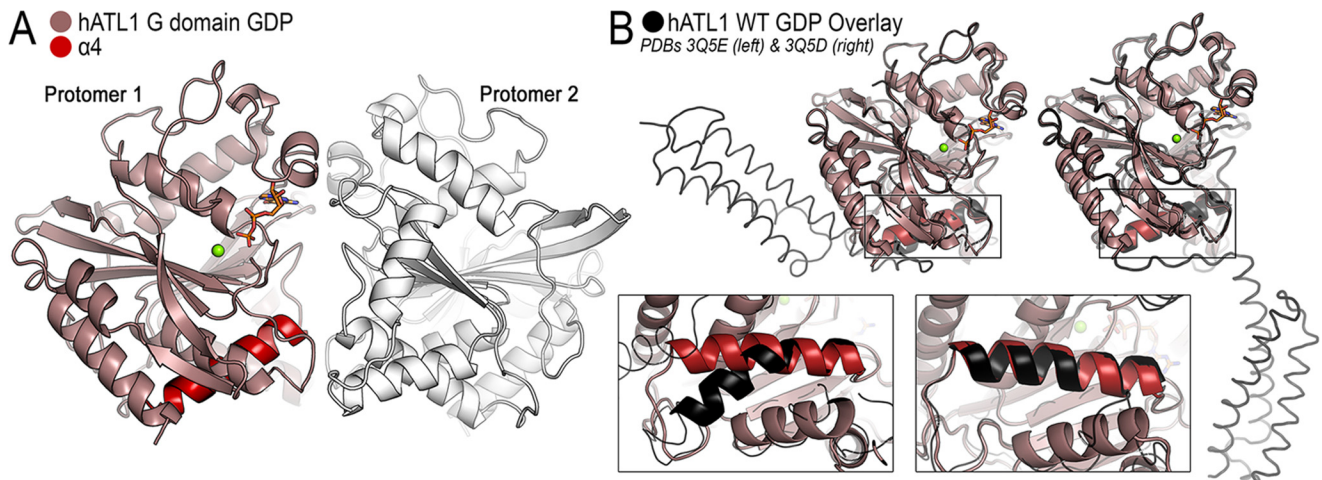 A
hATL1 G domain GDP
α4
Protomer 1
Protomer 2
B
hATL1 WT GDP Overlay
PDBs 3Q5E (left) & 3Q5D (right)